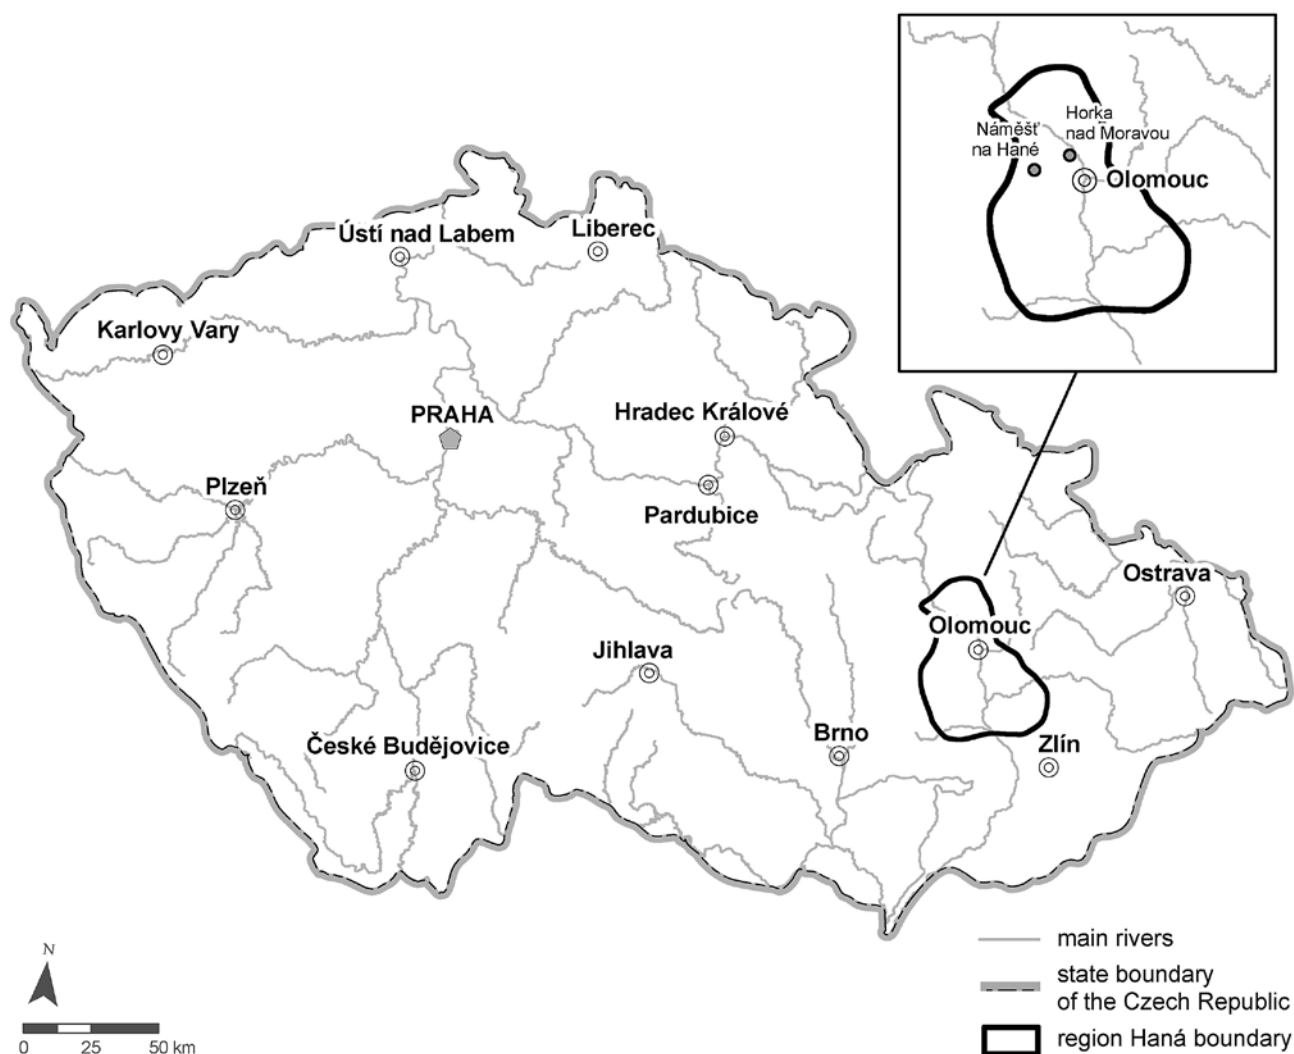 Horka
nad Moravou
Náměšť
na Hané
Olomouc
Ústí nad Labem
Liberec
Karlovy Vary
PRAHA
Hradec Králové
Plzeň
Pardubice
Ostrava
Olomouc
Jihlava
Brno
Zlín
České Budějovice
main rivers
state boundary
of the Czech Republic
region Haná boundary
N
0 25 50 km